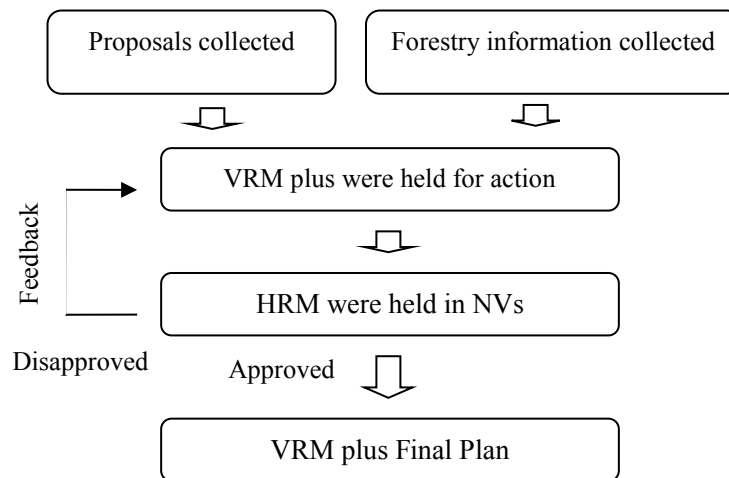 Proposals collected
Forestry information collected
VRM plus were held for action
Feedback
HRM were held in NVs
Disapproved
Approved
VRM plus Final Plan